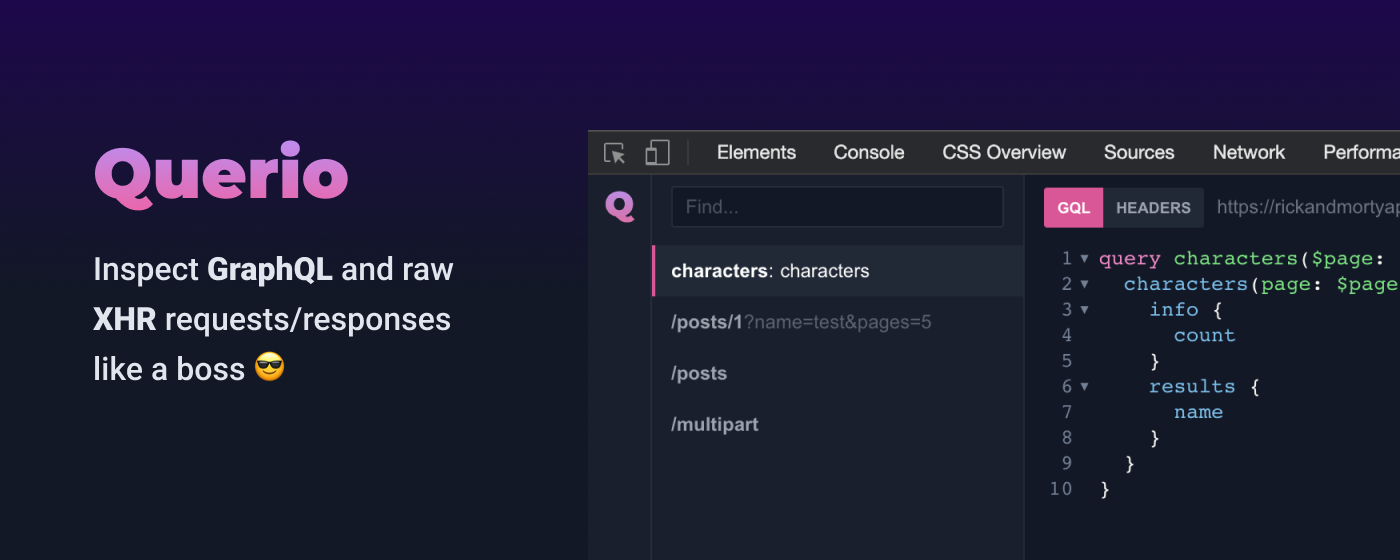 Querio
Inspect GraphQL and raw
XHR requests/responses
like a boss 😎
Elements Console CSS Overview Sources Network Performa
Q
Find...
characters: characters
/posts/1?name=test&pages=5
/posts
/multipart
GQL HEADERS https://rickandmortyap
1 query characters($page:
2 characters(page: $page
3 info {
4 count
5 }
6 results {
7 name
8 }
9 }
10 }